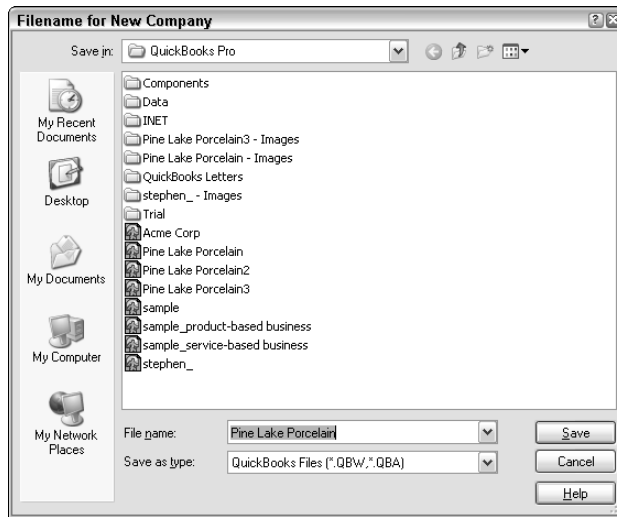 Filename for New Company
Save in: QuickBooks Pro
My Recent Documents
Desktop
My Documents
My Computer
My Network Places
Components
Data
INET
Pine Lake Porcelain3 - Images
Pine Lake Porcelain - Images
QuickBooks Letters
stephen_ - Images
Trial
Acme Corp
Pine Lake Porcelain
Pine Lake Porcelain2
Pine Lake Porcelain3
sample
sample_product-based business
sample_service-based business
stephen_
File name: Pine Lake Porcelain
Save as type: QuickBooks Files (*.QBW,*.QBA)
Save
Cancel
Help